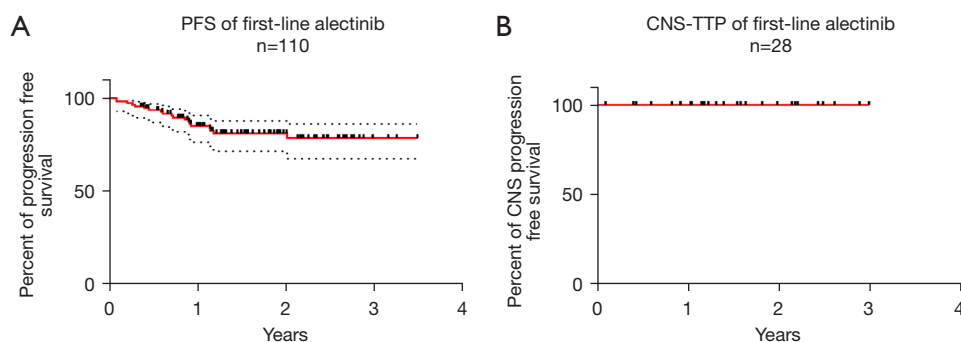 A
PFS of first-line alectinib
n=110
Percent of progression free
survival
100
50
0
0 1 2 3 4
Years
B
CNS-TTP of first-line alectinib
n=28
Percent of CNS progression
free survival
100
50
0
0 1 2 3 4
Years